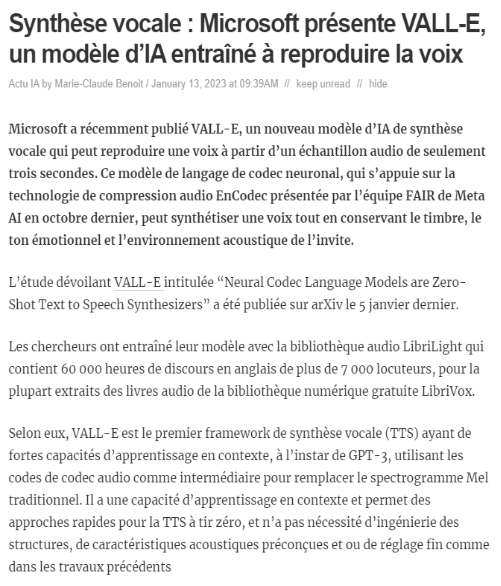 Synthèse vocale : Microsoft présente VALL-E,
un modèle d'IA entraîné à reproduire la voix
Actu IA by Marie-Claude Benoit / January 13, 2023 at 09:39AM // keep unread // hide
Microsoft a récemment publié VALL-E, un nouveau modèle d'IA de synthèse
vocale qui peut reproduire une voix à partir d'un échantillon audio de seulement
trois secondes. Ce modèle de langage de codec neuronal, qui s'appuie sur la
technologie de compression audio EnCodec présentée par l'équipe FAIR de Meta
AI en octobre dernier, peut synthétiser une voix tout en conservant le timbre, le
ton émotionnel et l'environnement acoustique de l'invite.
L'étude dévoilant VALL-E intitulée “Neural Codec Language Models are Zero-
Shot Text to Speech Synthesizers” a été publiée sur arXiv le 5 janvier dernier.
Les chercheurs ont entraîné leur modèle avec la bibliothèque audio LibriLight qui
contient 60 000 heures de discours en anglais de plus de 7 000 locuteurs, pour la
plupart extraits des livres audio de la bibliothèque numérique gratuite LibriVox.
Selon eux, VALL-E est le premier framework de synthèse vocale (TTS) ayant de
fortes capacités d'apprentissage en contexte, à l'instar de GPT-3, utilisant les
codes de codec audio comme intermédiaire pour remplacer le spectrogramme Mel
traditionnel. Il a une capacité d'apprentissage en contexte et permet des
approches rapides pour la TTS à tir zéro, et n'a pas nécessité d'ingénierie des
structures, de caractéristiques acoustiques préconçues et ou de réglage fin comme
dans les travaux précédents